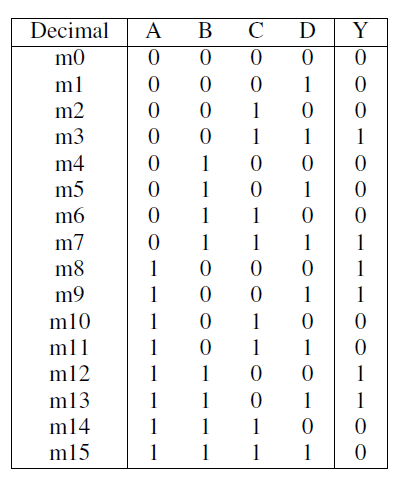 Decimal A B C D Y
m0 0 0 0 0 0
m1 0 0 0 1 0
m2 0 0 1 0 0
m3 0 0 1 1 1
m4 0 1 0 0 0
m5 0 1 0 1 0
m6 0 1 1 0 0
m7 0 1 1 1 1
m8 1 0 0 0 1
m9 1 0 0 1 1
m10 1 0 1 0 0
m11 1 0 1 1 0
m12 1 1 0 0 1
m13 1 1 0 1 1
m14 1 1 1 0 0
m15 1 1 1 1 0